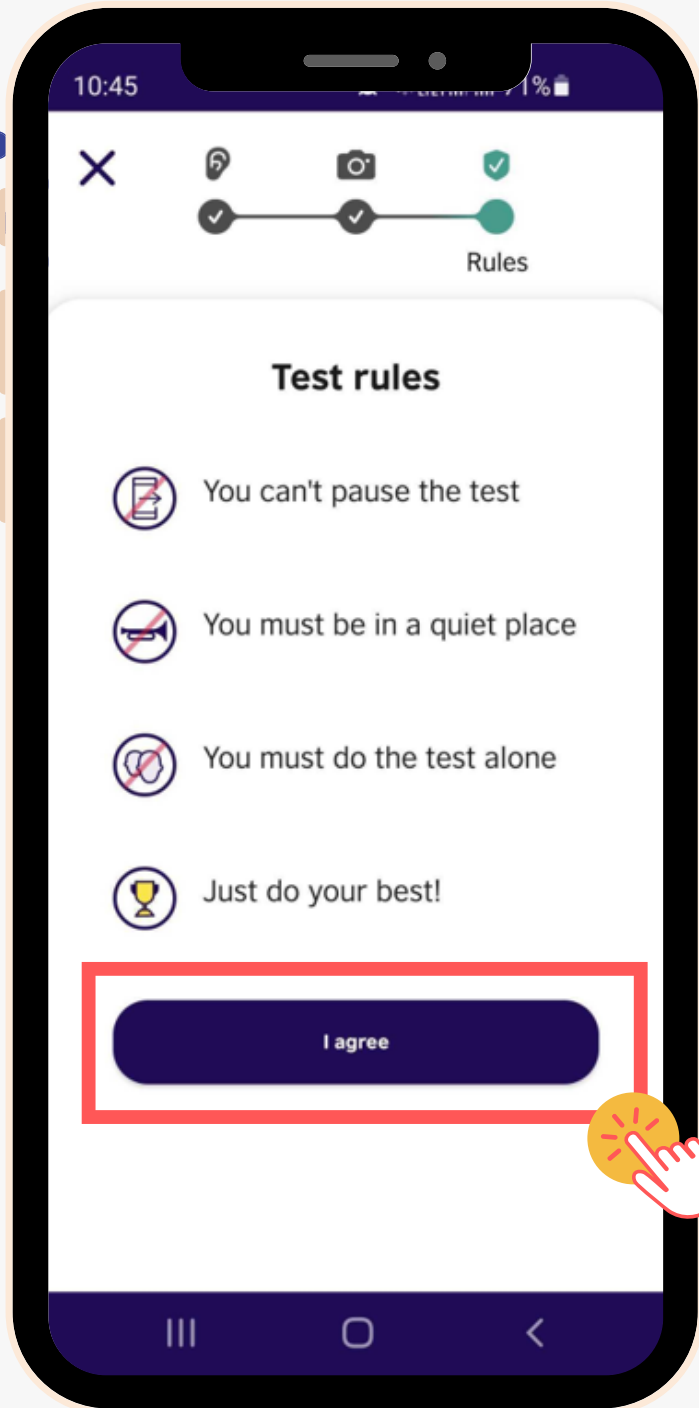 10:45
71%
Rules
Test rules
You can't pause the test
You must be in a quiet place
You must do the test alone
Just do your best!
I agree